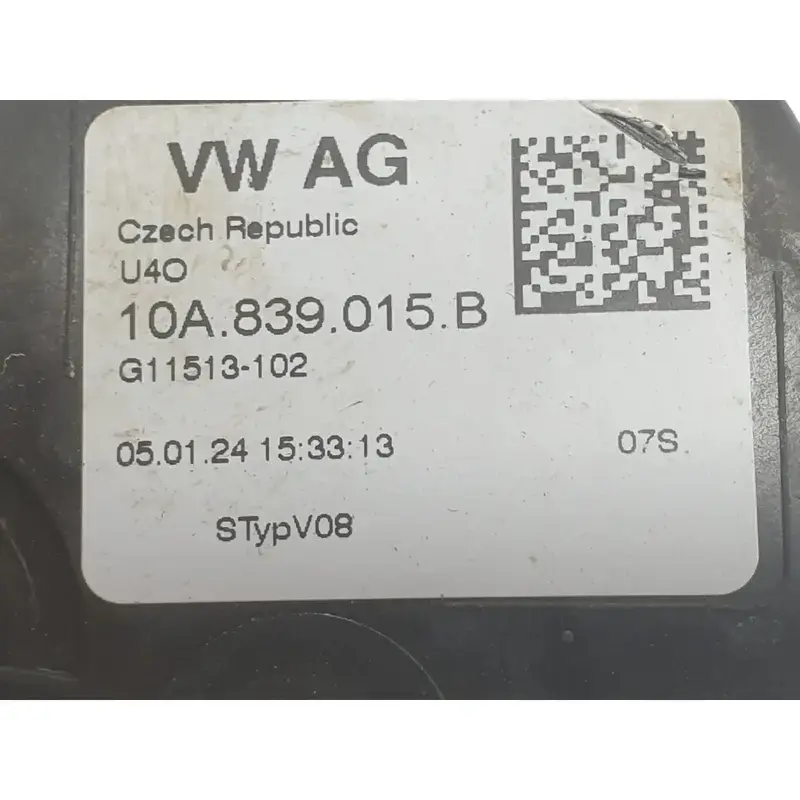 VW AG
Czech Republic
U4O
10A.839.015.B
G11513-102
05.01.24 15:33:13
07S
STypV08